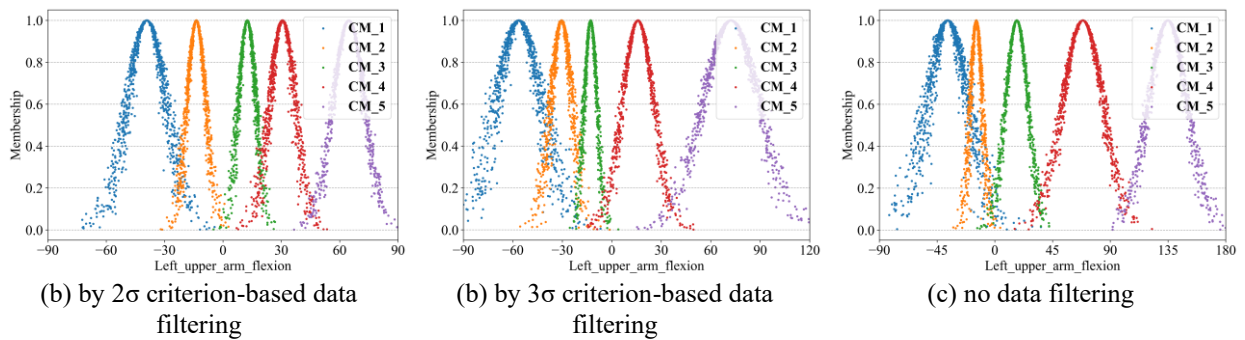 1.0
0.8
0.6
0.4
0.2
0.0
Membership
−90
−60
−30
0
30
60
90
Left_upper_arm_flexion
CM_1
CM_2
CM_3
CM_4
CM_5
(b) by 2σ criterion-based data
filtering
1.0
0.8
0.6
0.4
0.2
0.0
Membership
−90
−60
−30
0
30
60
90
120
Left_upper_arm_flexion
CM_1
CM_2
CM_3
CM_4
CM_5
(b) by 3σ criterion-based data
filtering
1.0
0.8
0.6
0.4
0.2
0.0
Membership
−90
−45
0
45
90
135
180
Left_upper_arm_flexion
CM_1
CM_2
CM_3
CM_4
CM_5
(c) no data filtering